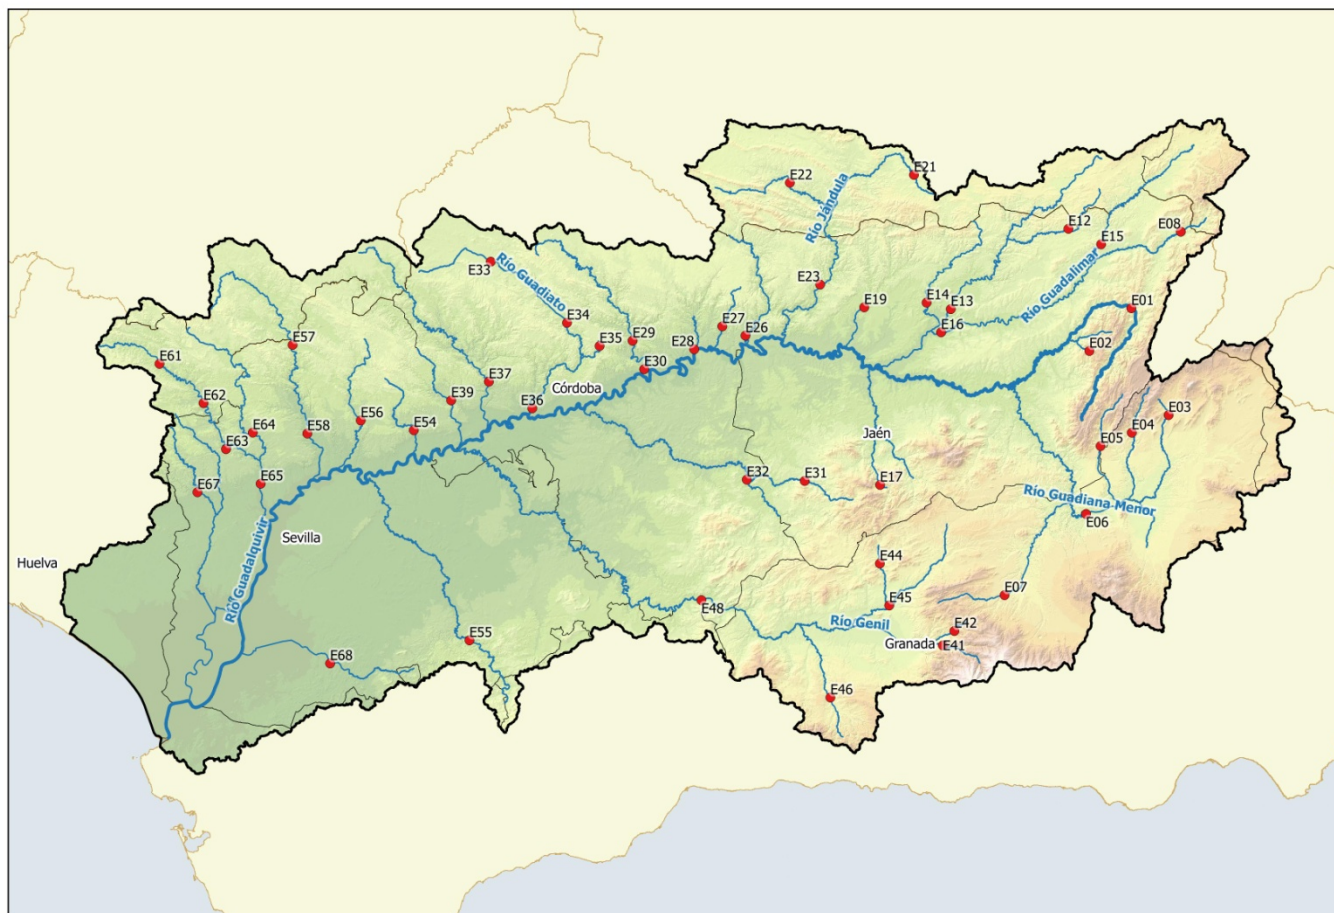 E21
E22
Río Jándula
E12
E15
E08
E33
Río Guadiato
E23
Río Guadalimar
E14
E13
E19
E01
E34
E27
E26
E16
E57
E35
E29
E28
E02
E61
E30
E37
Córdoba
E62
E39
E36
E56
E03
E64
E54
E58
Jaén
E04
E63
E05
E65
E32
E31
E17
E67
Río Guadiana Menor
E06
Río Guadalquivir
Sevilla
Huelva
E44
E07
E45
E48
Río Genil
E42
E55
Granada
E41
E68
E46